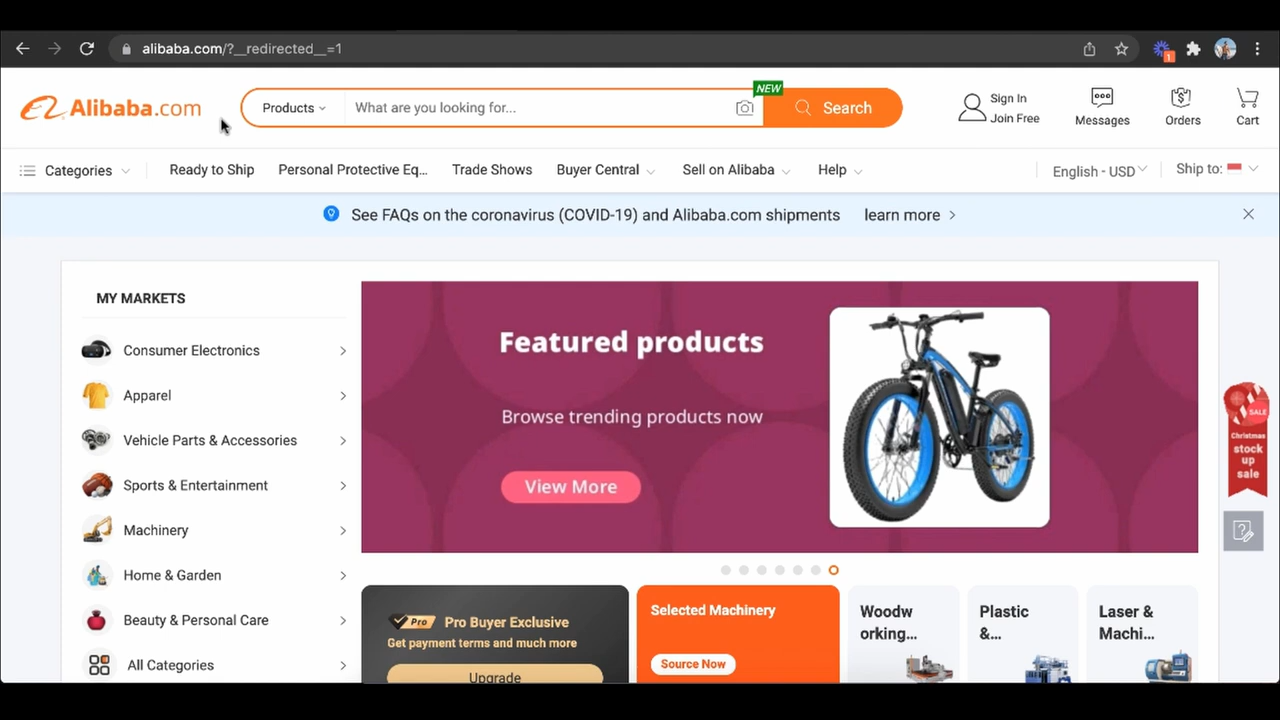 alibaba.com/?__redirected__=1
1
Alibaba.com
Products
What are you looking for...
NEW
Search
Sign In
Join Free
Messages
Orders
Cart
Categories
Ready to Ship
Personal Protective Eq...
Trade Shows
Buyer Central
Sell on Alibaba
Help
English - USD
Ship to:
See FAQs on the coronavirus (COVID-19) and Alibaba.com shipments
learn more
MY MARKETS
Consumer Electronics
Apparel
Vehicle Parts & Accessories
Sports & Entertainment
Machinery
Home & Garden
Beauty & Personal Care
All Categories
Featured products
Browse trending products now
View More
SALE
Christmas
stock
up
sale
Pro
Pro Buyer Exclusive
Get payment terms and much more
Upgrade
Selected Machinery
Source Now
Woodw
orking...
Plastic
&...
Laser &
Machi...